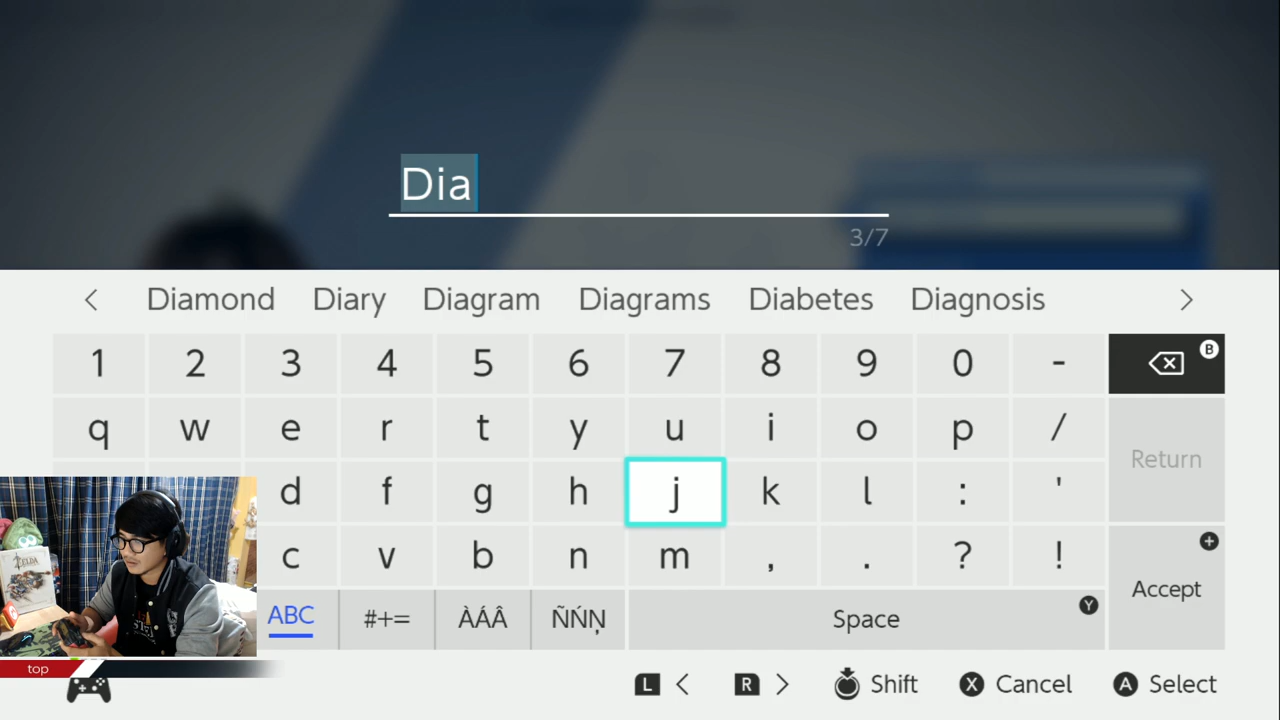 Dia
3/7
< Diamond Diary Diagram Diagrams Diabetes Diagnosis >
1 2 3 4 5 6 7 8 9 0 - B
q w e r t y u i o p / Return
d f g h j k l : '
c v b n m , . ? ! + Accept
ABC #+= ÀÁÂ ÑŃŅ Space Y
top
L < R > Shift X Cancel A Select
ZELDA